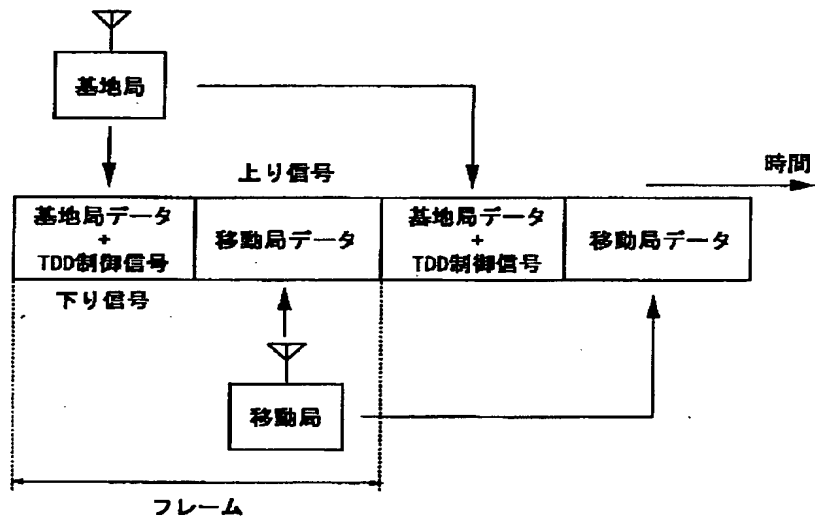 基地局
上り信号
時間
基地局データ
+
TDD制御信号
移動局データ
基地局データ
+
TDD制御信号
移動局データ
下り信号
移動局
フレーム